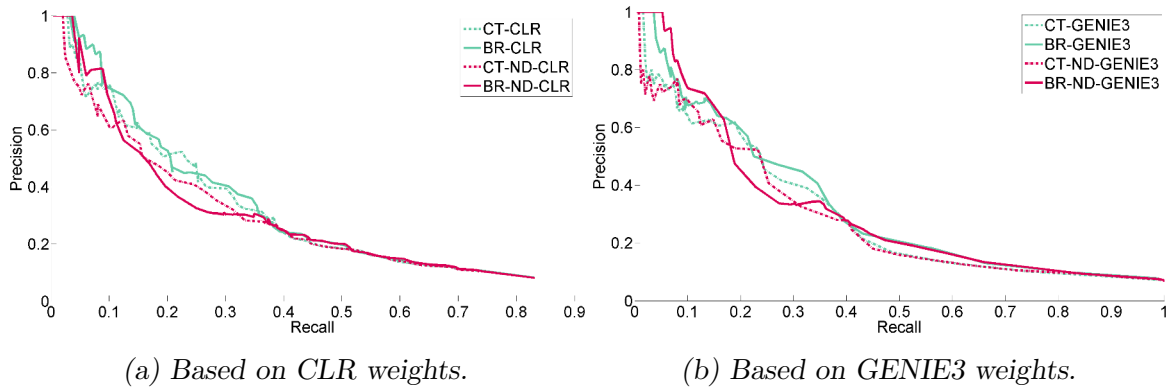 1
0.8
0.6
0.4
0.2
0
Precision
0 0.1 0.2 0.3 0.4 0.5 0.6 0.7 0.8 0.9
Recall
CT-CLR
BR-CLR
CT-ND-CLR
BR-ND-CLR
(a) Based on CLR weights.
1
0.8
0.6
0.4
0.2
0
Precision
0 0.1 0.2 0.3 0.4 0.5 0.6 0.7 0.8 0.9 1
Recall
CT-GENIE3
BR-GENIE3
CT-ND-GENIE3
BR-ND-GENIE3
(b) Based on GENIE3 weights.